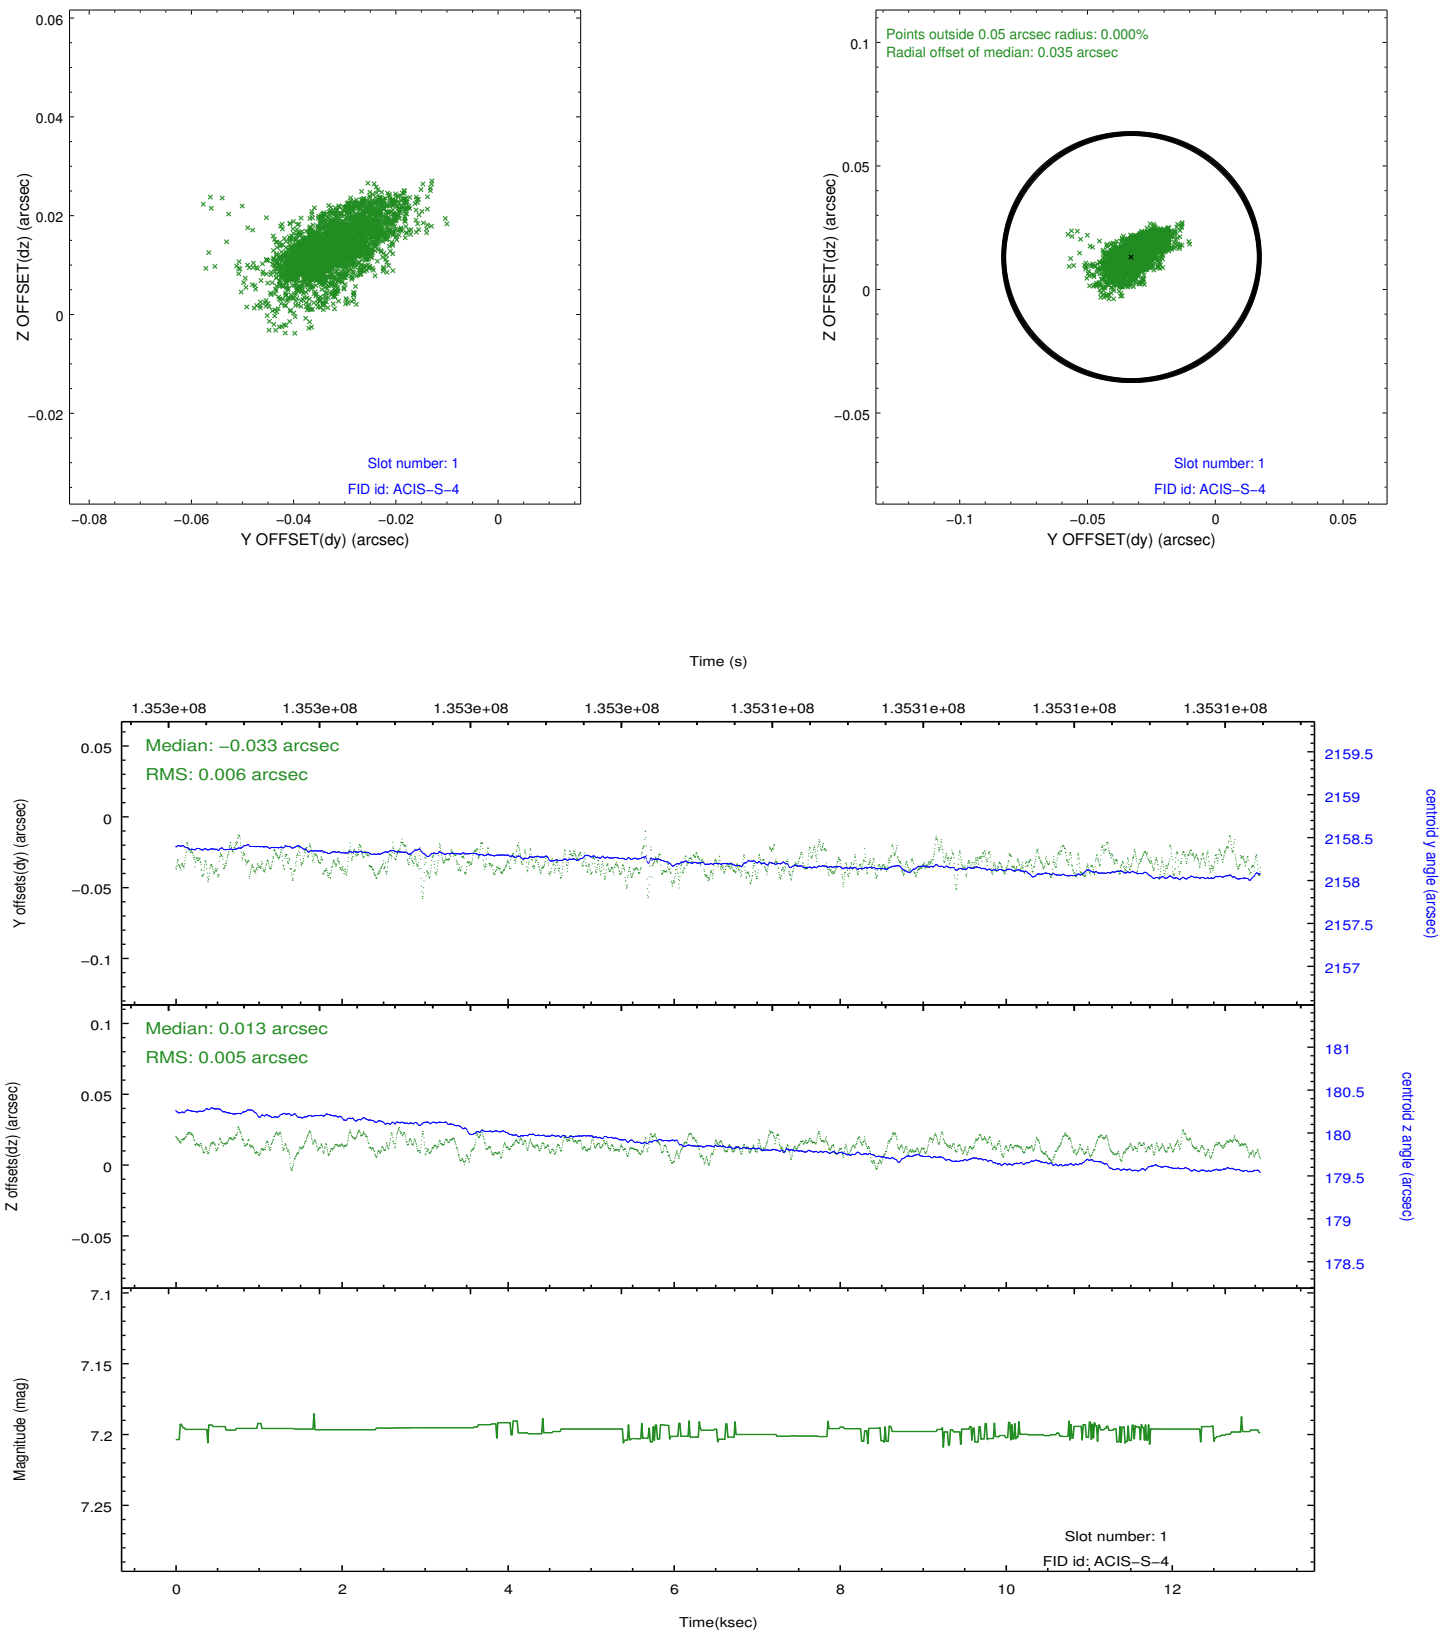 0.06
0.04
0.02
0
−0.02
Z OFFSET(dz) (arcsec)
−0.08
−0.06
−0.04
−0.02
0
Y OFFSET(dy) (arcsec)
Slot number: 1
FID id: ACIS−S−4
Points outside 0.05 arcsec radius: 0.000%
Radial offset of median: 0.035 arcsec
0.1
0.05
0
−0.05
Z OFFSET(dz) (arcsec)
−0.1
−0.05
0
0.05
Y OFFSET(dy) (arcsec)
Slot number: 1
FID id: ACIS−S−4
Time (s)
1.353e+08 1.353e+08 1.353e+08 1.353e+08 1.3531e+08 1.3531e+08 1.3531e+08 1.3531e+08
Median: −0.033 arcsec
RMS: 0.006 arcsec
0.05
0
−0.05
−0.1
Y offsets(dy) (arcsec)
2159.5
2159
2158.5
2158
2157.5
2157
centroid y angle (arcsec)
Median: 0.013 arcsec
RMS: 0.005 arcsec
0.1
0.05
0
−0.05
Z offsets(dz) (arcsec)
181
180.5
180
179.5
179
178.5
centroid z angle (arcsec)
7.1
7.15
7.2
7.25
Magnitude (mag)
Slot number: 1
FID id: ACIS−S−4
0 2 4 6 8 10 12
Time(ksec)